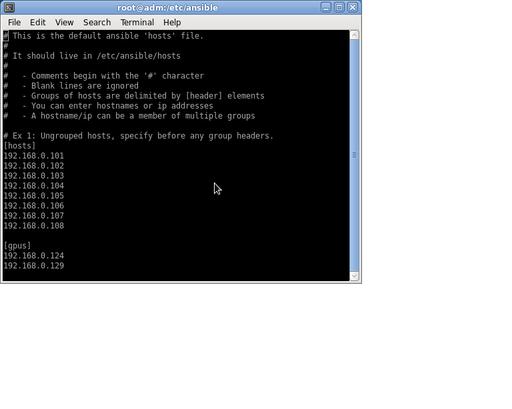 root@adm:/etc/ansible
File Edit View Search Terminal Help
# This is the default ansible 'hosts' file.
#
# It should live in /etc/ansible/hosts
#
#   - Comments begin with the '#' character
#   - Blank lines are ignored
#   - Groups of hosts are delimited by [header] elements
#   - You can enter hostnames or ip addresses
#   - A hostname/ip can be a member of multiple groups
# Ex 1: Ungrouped hosts, specify before any group headers.
[hosts]
192.168.0.101
192.168.0.102
192.168.0.103
192.168.0.104
192.168.0.105
192.168.0.106
192.168.0.107
192.168.0.108
[gpus]
192.168.0.124
192.168.0.129